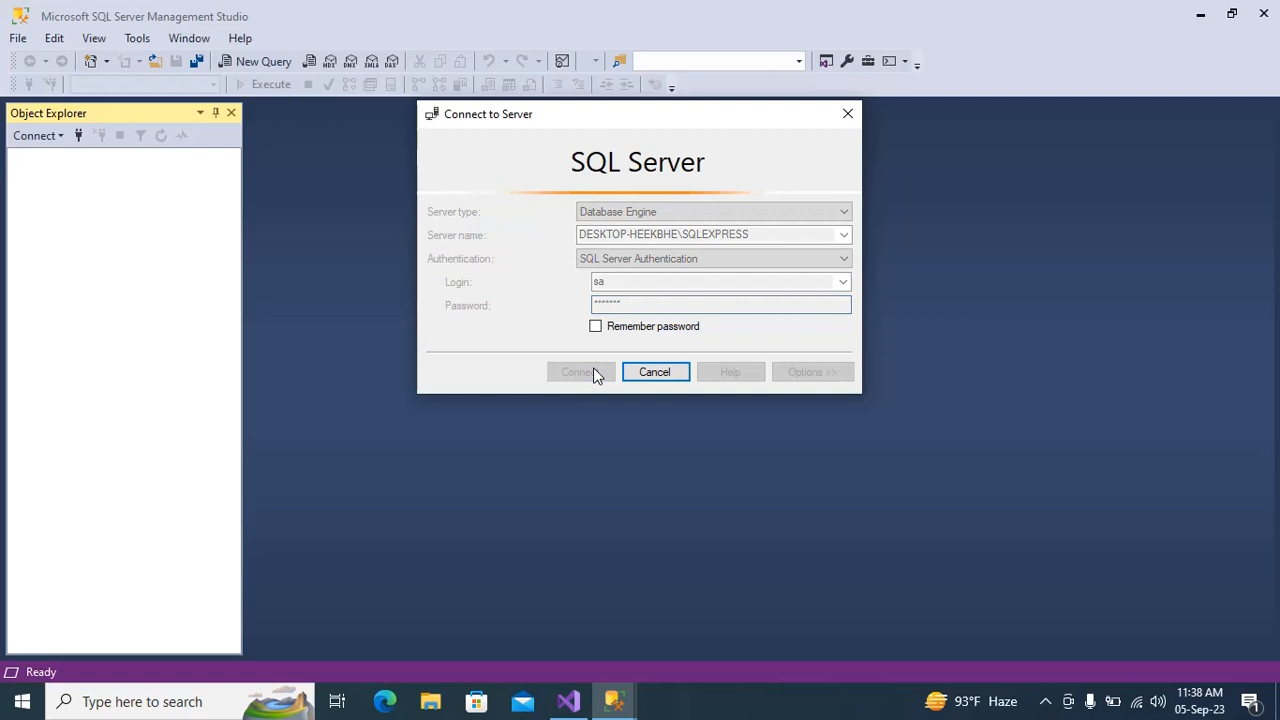 Microsoft SQL Server Management Studio
File Edit View Tools Window Help
New Query
Execute
Object Explorer
Connect
Connect to Server
SQL Server
Server type: Database Engine
Server name: DESKTOP-HEEKBHE\SQLEXPRESS
Authentication: SQL Server Authentication
Login: sa
Password: *******
Remember password
Cancel Help Options >>
Ready
Type here to search
93°F Haze
11:38 AM
05-Sep-23
1